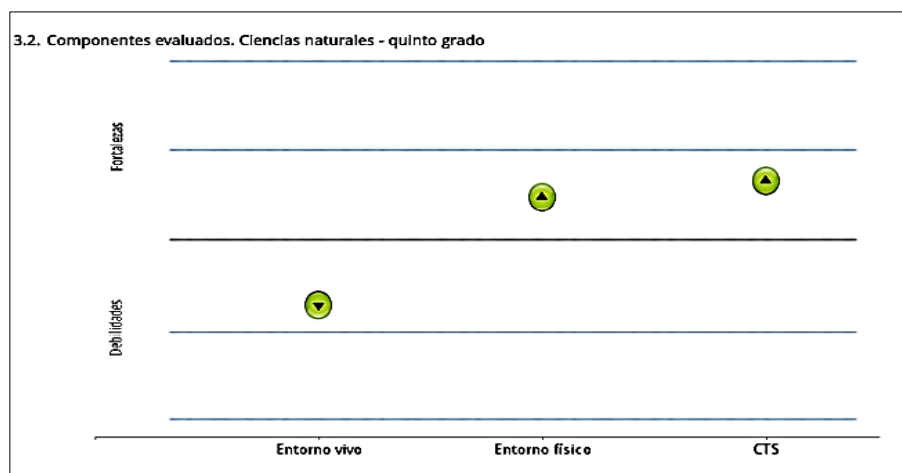 3.2. Componentes evaluados. Ciencias naturales - quinto grado
Fortalezas
Debilidades
Entorno vivo
Entorno físico
CTS